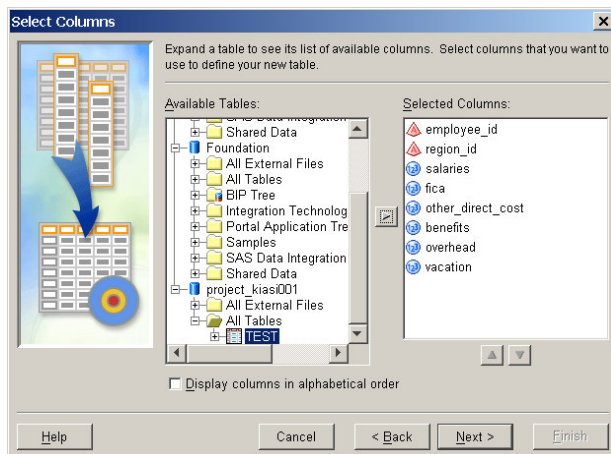 Select Columns
Expand a table to see its list of available columns. Select columns that you want to
use to define your new table.
Available Tables:
Shared Data
Foundation
All External Files
All Tables
BIP Tree
Integration Technolog
Portal Application Tre
Samples
SAS Data Integration
Shared Data
project_kiasi001
All External Files
All Tables
TEST
Selected Columns:
employee_id
region_id
salaries
fica
other_direct_cost
benefits
overhead
vacation
Display columns in alphabetical order
Help
Cancel
< Back
Next >
Finish